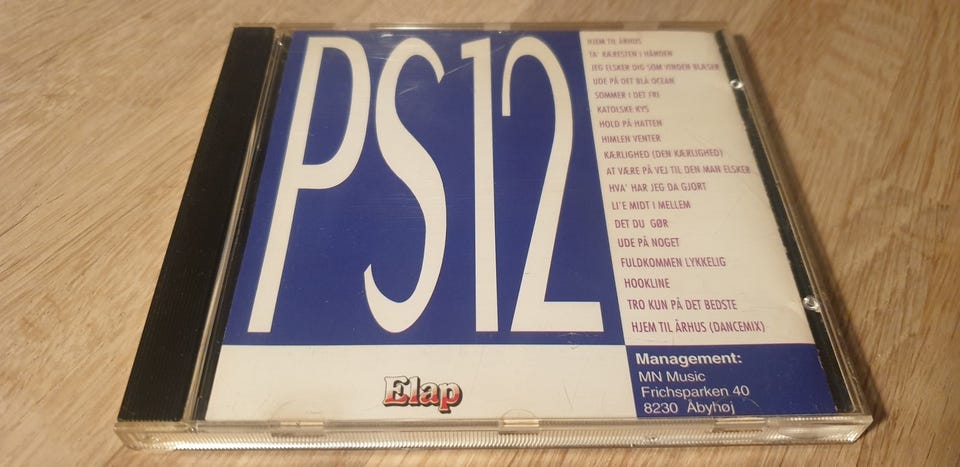 PS12
HJEM TIL ÅRHUS
TA' KÆRESTEN I HÅNDEN
JEG ELSKER DIG SOM VINDEN BLÆSER
UDE PÅ DET BLÅ OCEAN
SOMMER I DET FRI
KATOLSKE KYS
HOLD PÅ HATTEN
HIMLEN VENTER
KÆRLIGHED (DEN KÆRLIGHED)
AT VÆRE PÅ VEJ TIL DEN MAN ELSKER
HVA' HAR JEG DA GJORT
LI'E MIDT I MELLEM
DET DU GØR
UDE PÅ NOGET
FULDKOMMEN LYKKELIG
HOOKLINE
TRO KUN PÅ DET BEDSTE
HJEM TIL ÅRHUS (DANCEMIX)
Elap
Management:
MN Music
Frichsparken 40
8230 Åbyhøj